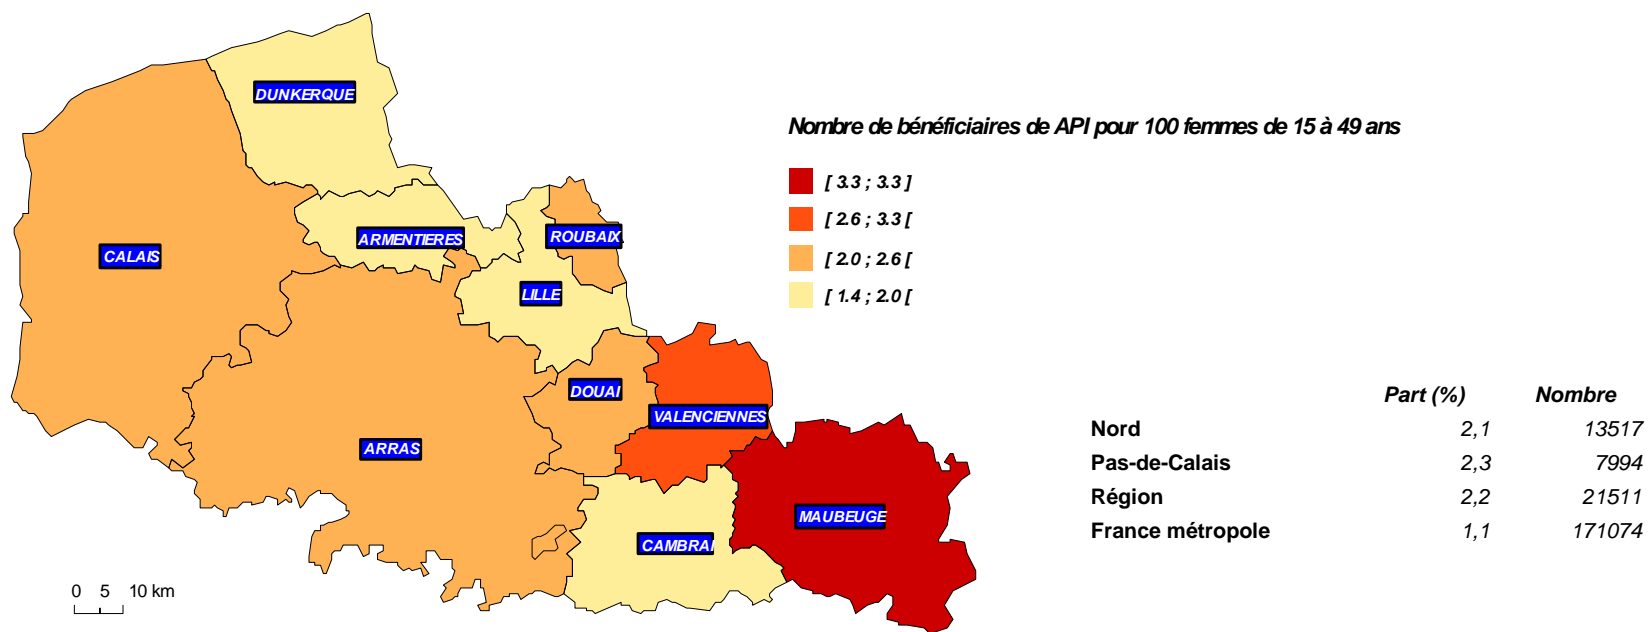 DUNKERQUE
Nombre de bénéficiaires de API pour 100 femmes de 15 à 49 ans
[ 3.3 ; 3.3 ]
[ 2.6 ; 3.3 [
[ 2.0 ; 2.6 [
[ 1.4 ; 2.0 [
ARMENTIERES
ROUBAIX
CALAIS
LILLE
DOUAI
VALENCIENNES
ARRAS
MAUBEUGE
CAMBRAI
Part (%) Nombre
Nord 2,1 13517
Pas-de-Calais 2,3 7994
Région 2,2 21511
France métropole 1,1 171074
0 5 10 km